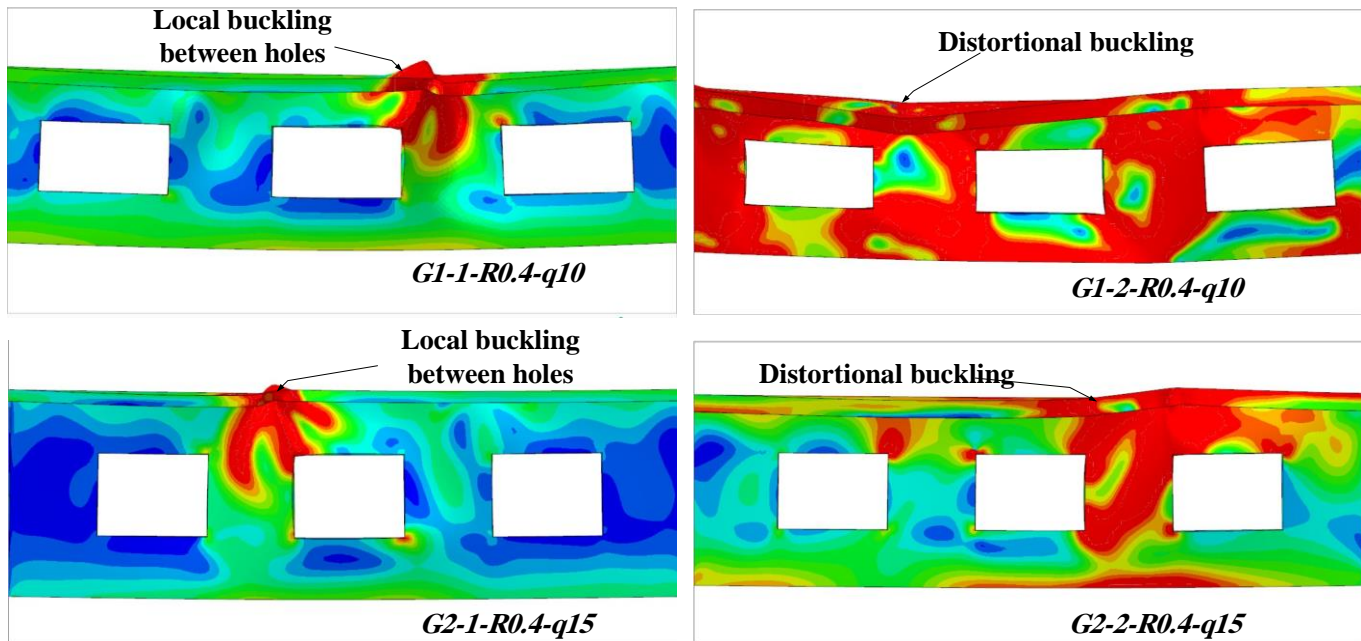 Local buckling
between holes
G1-1-R0.4-q10
Distortional buckling
G1-2-R0.4-q10
Local buckling
between holes
G2-1-R0.4-q15
Distortional buckling
G2-2-R0.4-q15